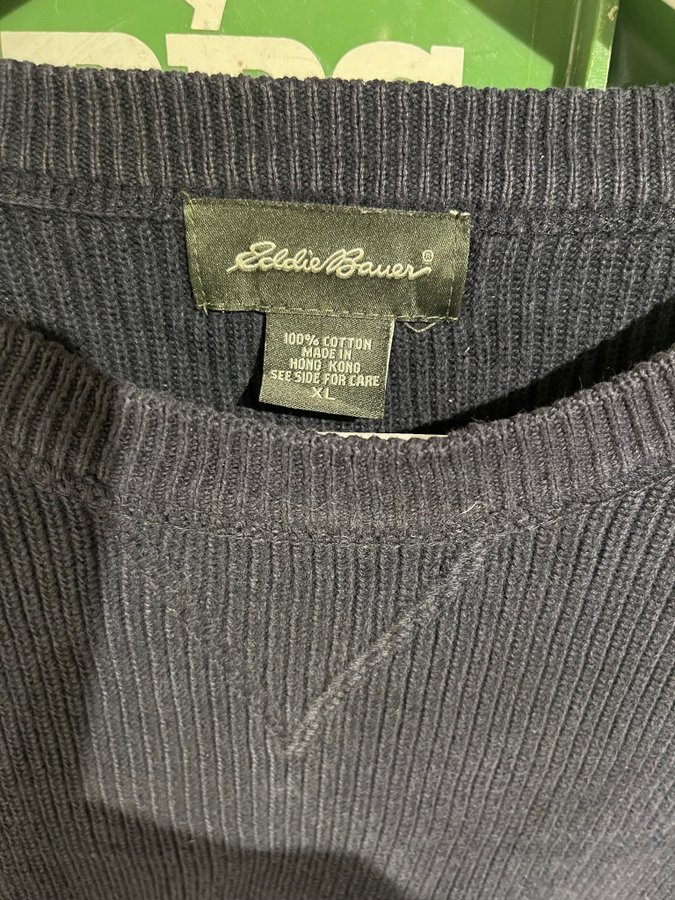 Eddie Bauer®
100% COTTON
MADE IN
HONG KONG
SEE SIDE FOR CARE
XL